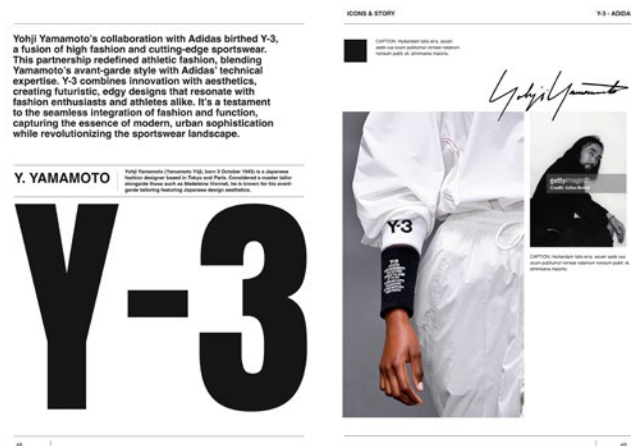 Yohji Yamamoto's collaboration with Adidas birthed Y-3,
a fusion of high fashion and cutting-edge sportswear.
This partnership redefined athletic fashion, blending
Yamamoto's avant-garde style with Adidas' technical
expertise. Y-3 combines innovation with aesthetics,
creating futuristic, edgy designs that resonate with
fashion enthusiasts and athletes alike. It's a testament
to the seamless integration of fashion and function,
capturing the essence of modern, urban sophistication
while revolutionizing the sportswear landscape.
Y. YAMAMOTO
Yohji Yamamoto (Yamamoto Yōji, born 3 October 1943) is a Japanese
fashion designer based in Tokyo and Paris. Considered a master tailor
alongside those such as Madeleine Vionnet, he is known for his avant-
garde tailoring featuring Japanese design aesthetics.
Y-3
ICONS & STORY
Y-3 - ADIDA
CAPTION:
Yohji Yamamoto
Y-3
gettyimages
Credit:
CAPTION: